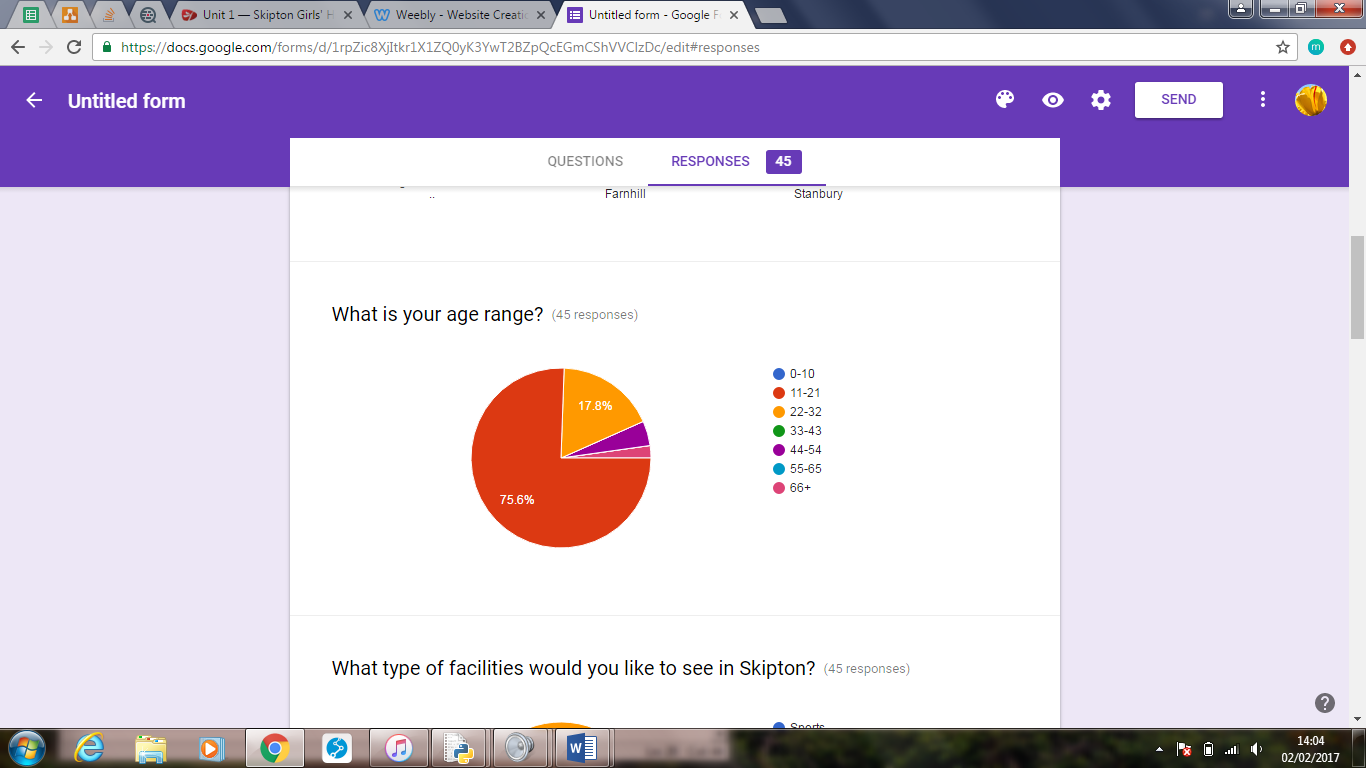 Unit 1 — Skipton Girls' H
Weebly - Website Creatio
Untitled form - Google F
https://docs.google.com/forms/d/1rpZic8XjItkr1X1ZQ0yK3YwT2BZpQcEGmCShVVClzDc/edit#responses
m
Untitled form
SEND
QUESTIONS
RESPONSES 45
.. Farnhill Stanbury
What is your age range? (45 responses)
17.8%
75.6%
0-10
11-21
22-32
33-43
44-54
55-65
66+
What type of facilities would you like to see in Skipton? (45 responses)
Sports
14:04
02/02/2017